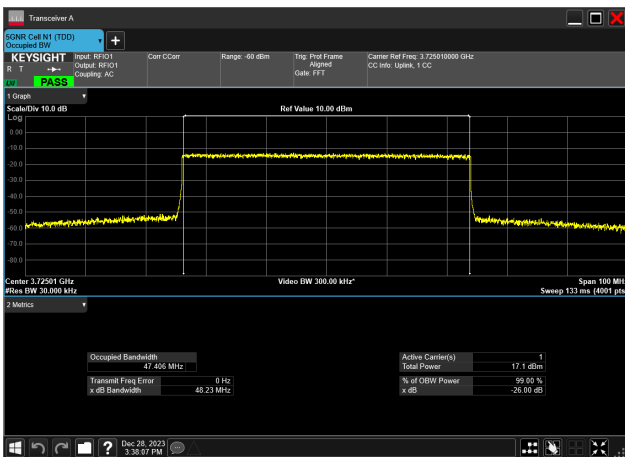 Transceiver A
5GNR Cell N1 (TDD)
Occupied BW
KEYSIGHT
R T
LV
PASS
Input: RFIO1
Output: RFIO1
Coupling: AC
Corr CCorr
Range: -60 dBm
Trig: Prot Frame
Aligned
Gate: FFT
Carrier Ref Freq: 3.725010000 GHz
CC Info: Uplink, 1 CC
1 Graph
Scale/Div 10.0 dB
Ref Value 10.00 dBm
Log
0.00
-10.0
-20.0
-30.0
-40.0
-50.0
-60.0
-70.0
-80.0
Center 3.72501 GHz
Video BW 300.00 kHz*
Span 100 MHz
#Res BW 30.000 kHz
Sweep 133 ms (4001 pts
2 Metrics
Occupied Bandwidth
47.406 MHz
Active Carrier(s) 1
Total Power 17.1 dBm
Transmit Freq Error 0 Hz
x dB Bandwidth 48.23 MHz
% of OBW Power 99.00 %
x dB -26.00 dB
Dec 28, 2023
3:38:07 PM